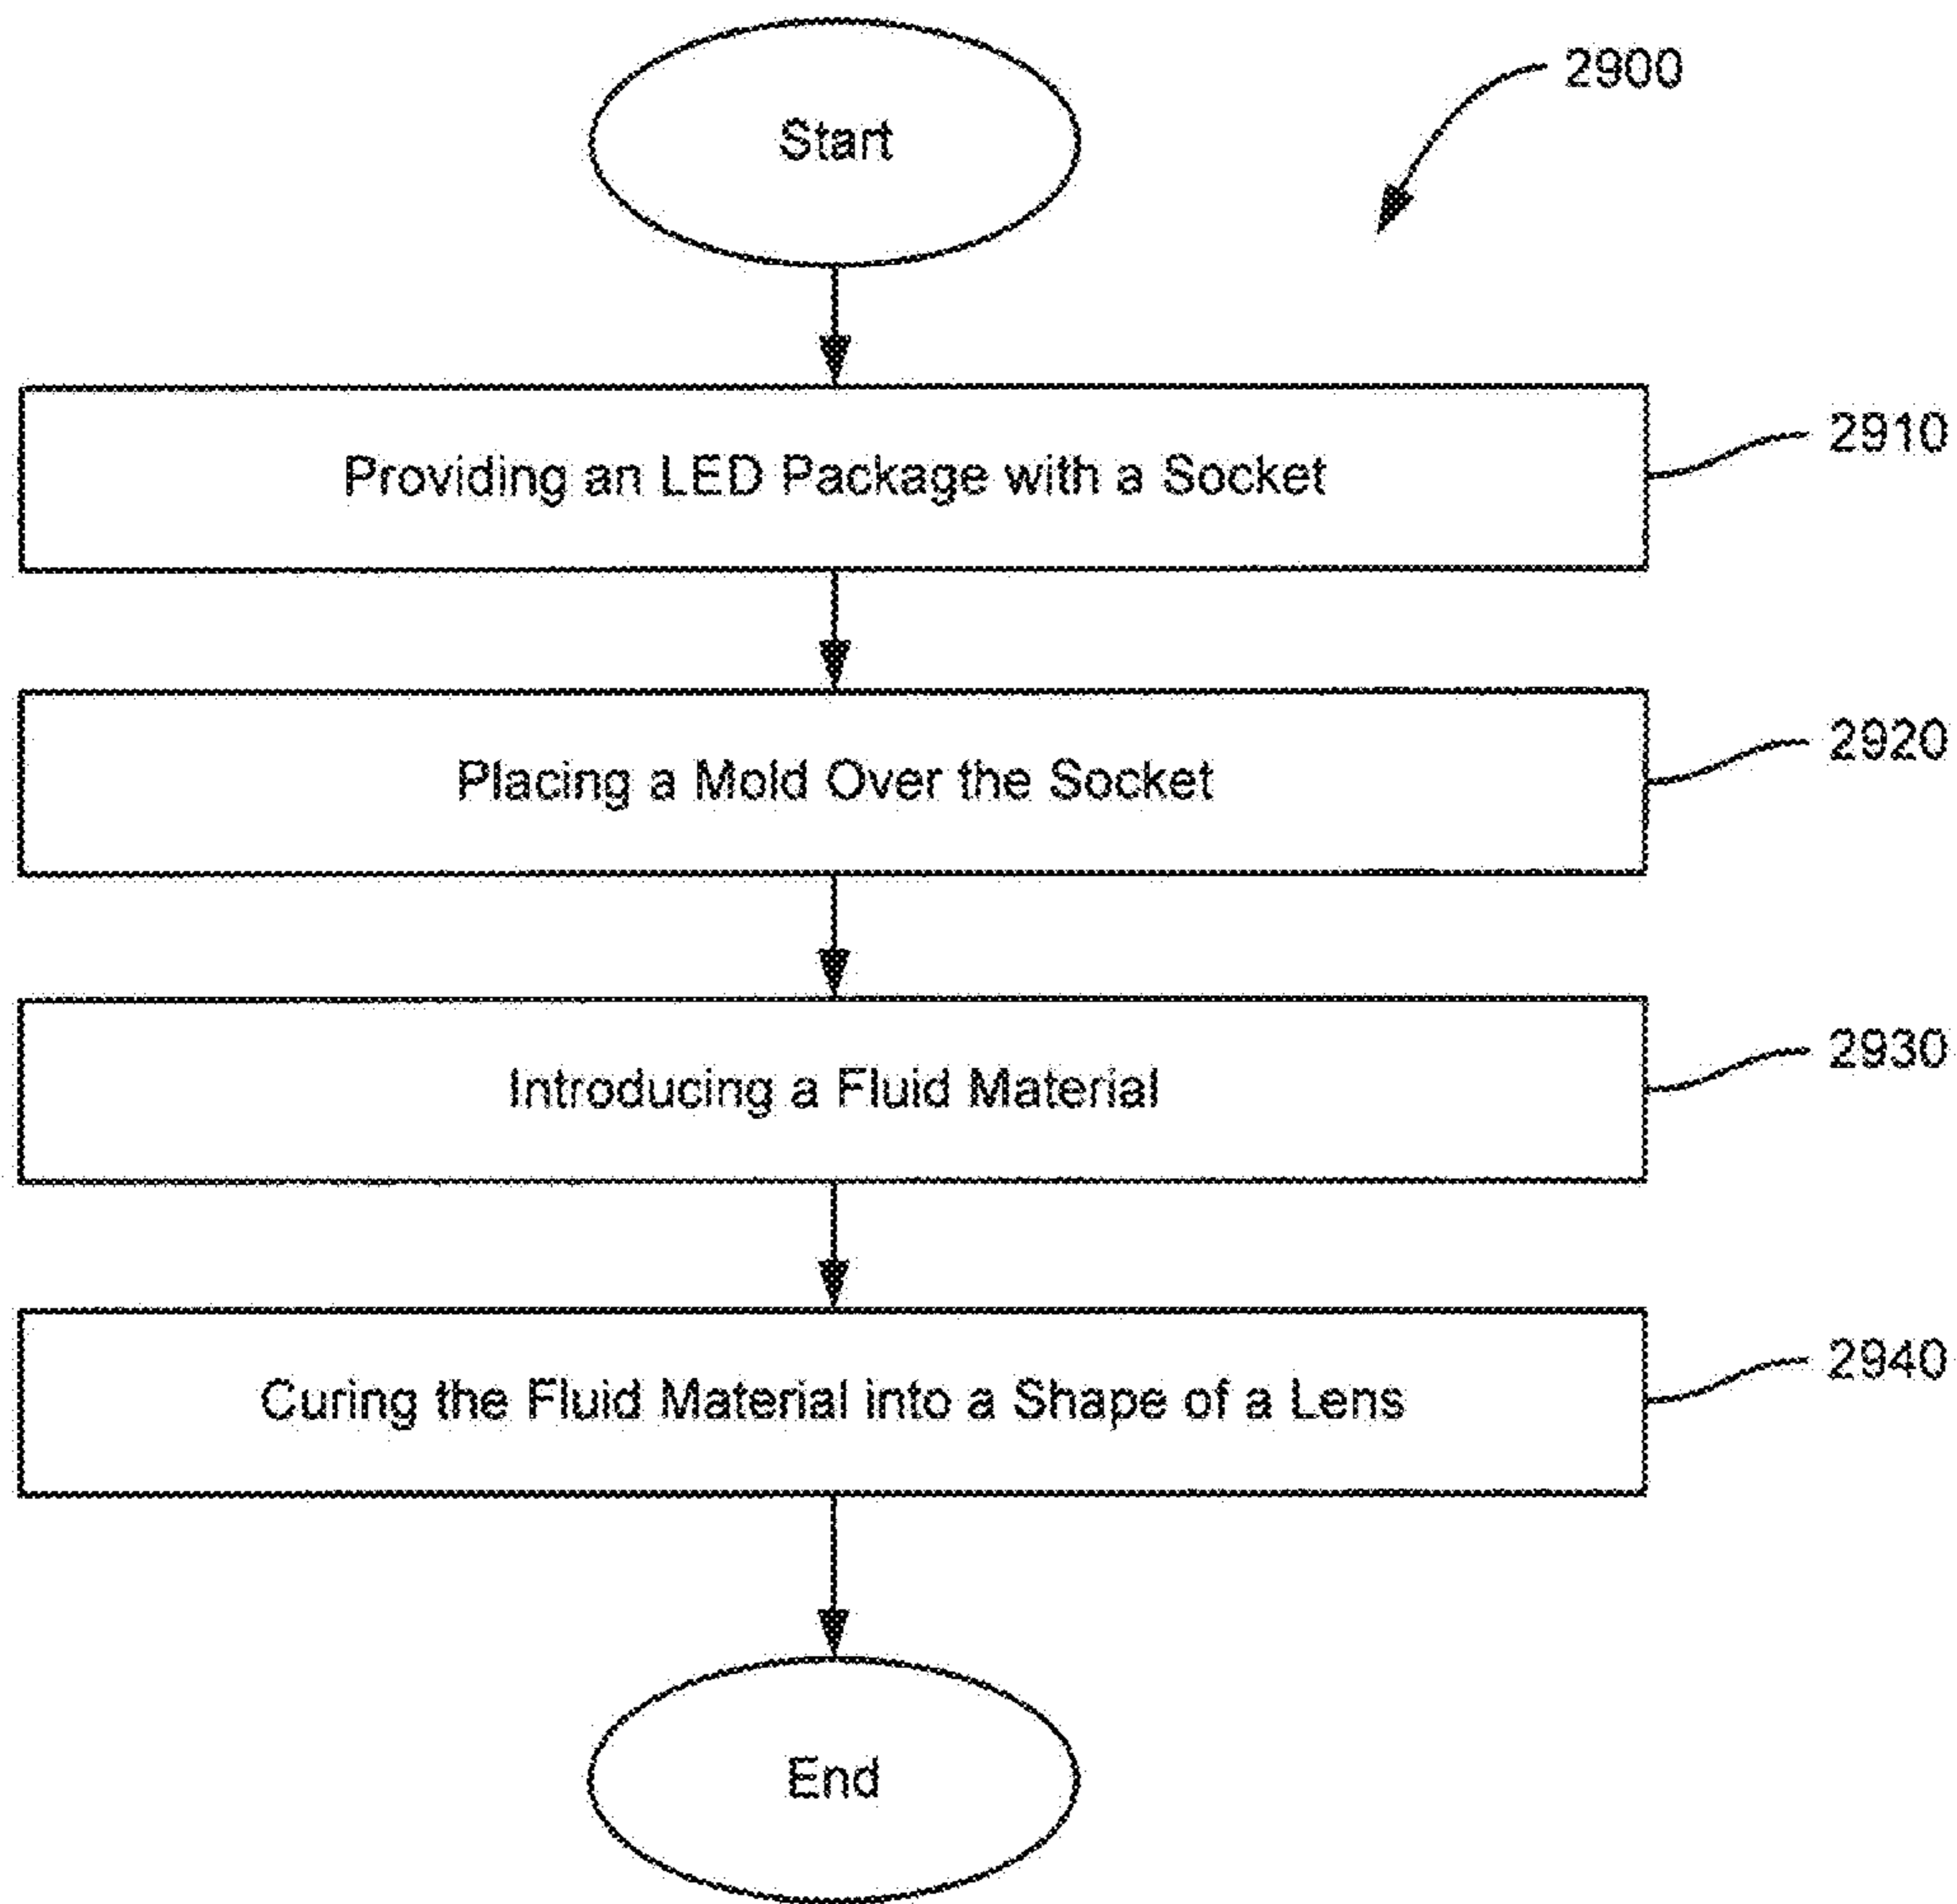 2900
Start
Providing an LED Package with a Socket
2910
Placing a Mold Over the Socket
2920
Introducing a Fluid Material
2930
Curing the Fluid Material into a Shape of a Lens
2940
End